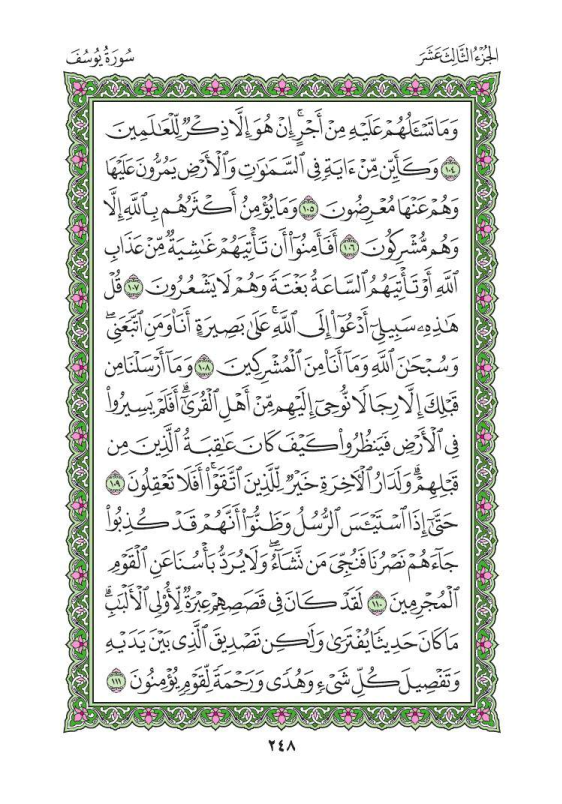 الجزء الثالث عشر
سورة يوسف
وَمَا تَسْـَٔلُهُمْ عَلَيْهِ مِنْ أَجْرٍ ۚ إِنْ هُوَ إِلَّا ذِكْرٌ لِّلْعَـٰلَمِينَ
﴿١٠٤﴾ وَكَأَيِّن مِّنْ ءَايَةٍ فِى ٱلسَّمَـٰوَٰتِ وَٱلْأَرْضِ يَمُرُّونَ عَلَيْهَا
وَهُمْ عَنْهَا مُعْرِضُونَ ﴿١٠٥﴾ وَمَا يُؤْمِنُ أَكْثَرُهُم بِٱللَّهِ إِلَّا
وَهُم مُّشْرِكُونَ ﴿١٠٦﴾ أَفَأَمِنُوٓا۟ أَن تَأْتِيَهُمْ غَـٰشِيَةٌ مِّنْ عَذَابِ
ٱللَّهِ أَوْ تَأْتِيَهُمُ ٱلسَّاعَةُ بَغْتَةً وَهُمْ لَا يَشْعُرُونَ ﴿١٠٧﴾ قُلْ
هَـٰذِهِۦ سَبِيلِىٓ أَدْعُوٓا۟ إِلَى ٱللَّهِ ۚ عَلَىٰ بَصِيرَةٍ أَنَا۠ وَمَنِ ٱتَّبَعَنِى ۖ
وَسُبْحَـٰنَ ٱللَّهِ وَمَآ أَنَا۠ مِنَ ٱلْمُشْرِكِينَ ﴿١٠٨﴾ وَمَآ أَرْسَلْنَا مِن
قَبْلِكَ إِلَّا رِجَالًا نُّوحِىٓ إِلَيْهِم مِّنْ أَهْلِ ٱلْقُرَىٰٓ ۗ أَفَلَمْ يَسِيرُوا۟
فِى ٱلْأَرْضِ فَيَنظُرُوا۟ كَيْفَ كَانَ عَـٰقِبَةُ ٱلَّذِينَ مِن
قَبْلِهِمْ ۗ وَلَدَارُ ٱلْـَٔاخِرَةِ خَيْرٌ لِّلَّذِينَ ٱتَّقَوْا۟ ۗ أَفَلَا تَعْقِلُونَ ﴿١٠٩﴾
حَتَّىٰٓ إِذَا ٱسْتَيْـَٔسَ ٱلرُّسُلُ وَظَنُّوٓا۟ أَنَّهُمْ قَدْ كُذِبُوا۟
جَآءَهُمْ نَصْرُنَا فَنُجِّىَ مَن نَّشَآءُ ۖ وَلَا يُرَدُّ بَأْسُنَا عَنِ ٱلْقَوْمِ
ٱلْمُجْرِمِينَ ﴿١١٠﴾ لَقَدْ كَانَ فِى قَصَصِهِمْ عِبْرَةٌ لِّأُو۟لِى ٱلْأَلْبَـٰبِ ۗ
مَا كَانَ حَدِيثًا يُفْتَرَىٰ وَلَـٰكِن تَصْدِيقَ ٱلَّذِى بَيْنَ يَدَيْهِ
وَتَفْصِيلَ كُلِّ شَىْءٍ وَهُدًى وَرَحْمَةً لِّقَوْمٍ يُؤْمِنُونَ ﴿١١١﴾
٢٤٨